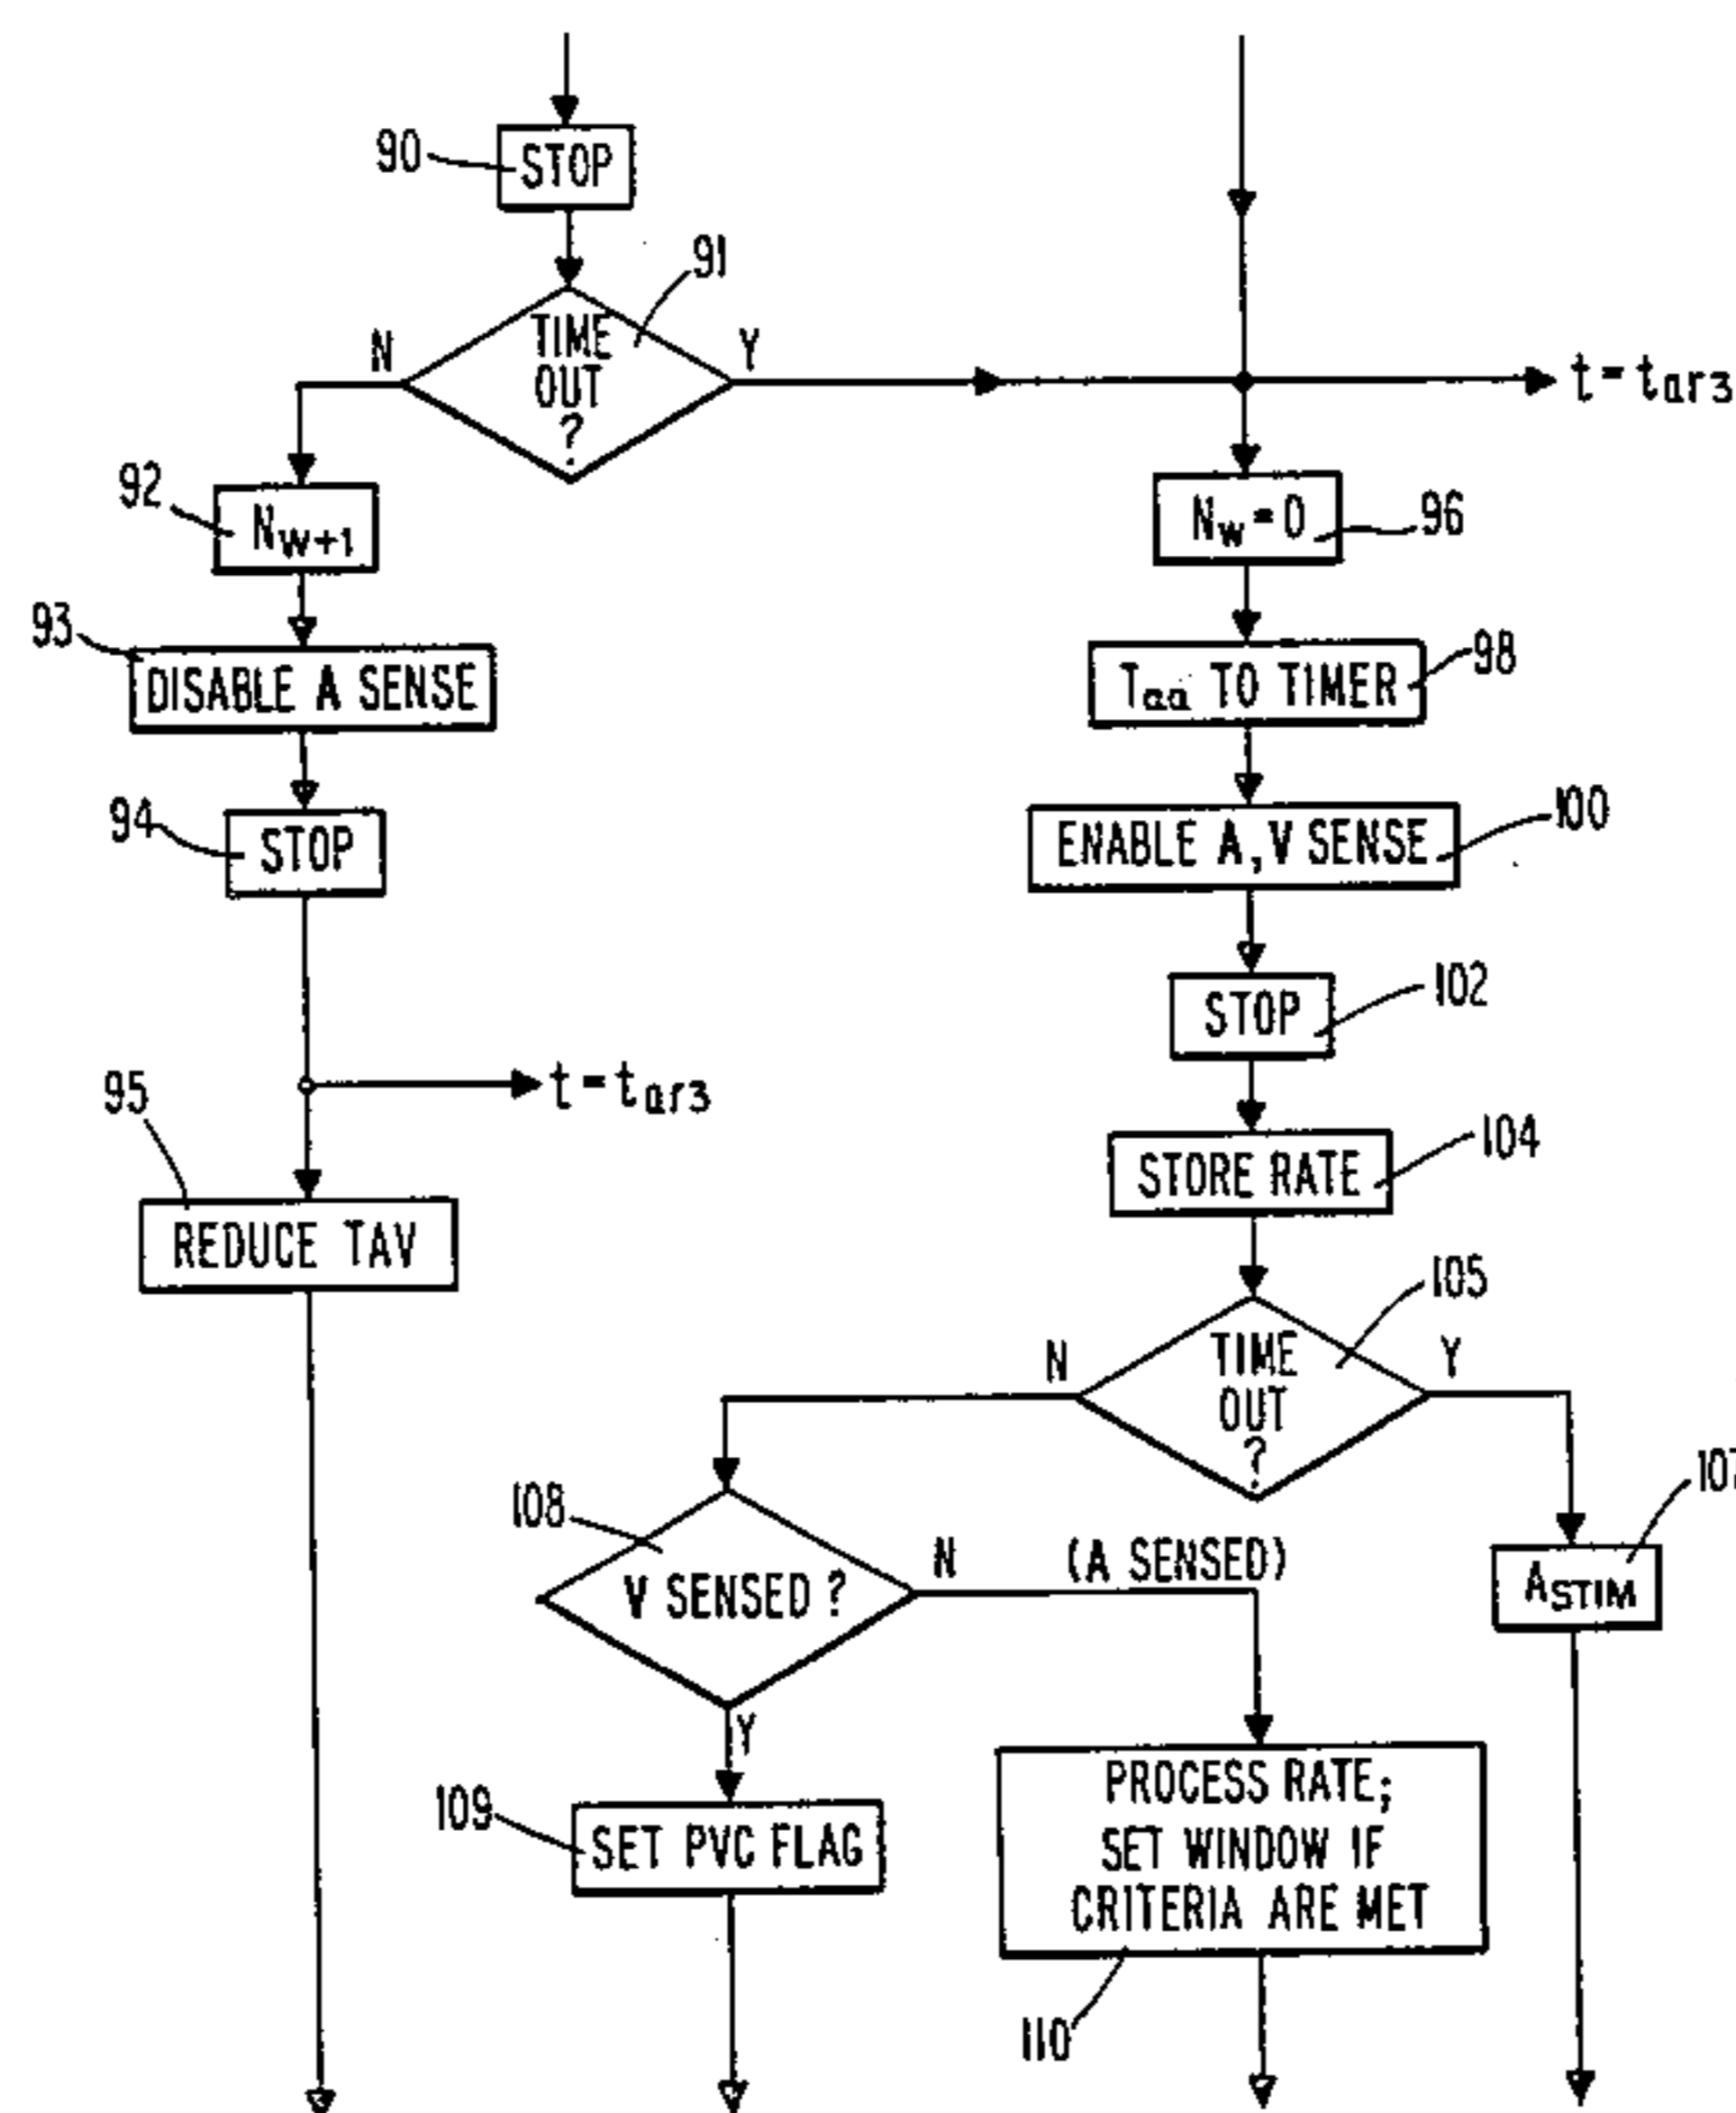 90
STOP
91
TIME
OUT
?
N
Y
t = tar3
92
Nw+1
Nw = 0
96
93
DISABLE A SENSE
Taa TO TIMER
98
94
STOP
ENABLE A, V SENSE
100
STOP
102
95
t = tar3
STORE RATE
104
REDUCE TAV
105
TIME
OUT
?
N
Y
107
108
V SENSED ?
N
(A SENSED)
ASTIM
Y
109
SET PVC FLAG
PROCESS RATE;
SET WINDOW IF
CRITERIA ARE MET
110